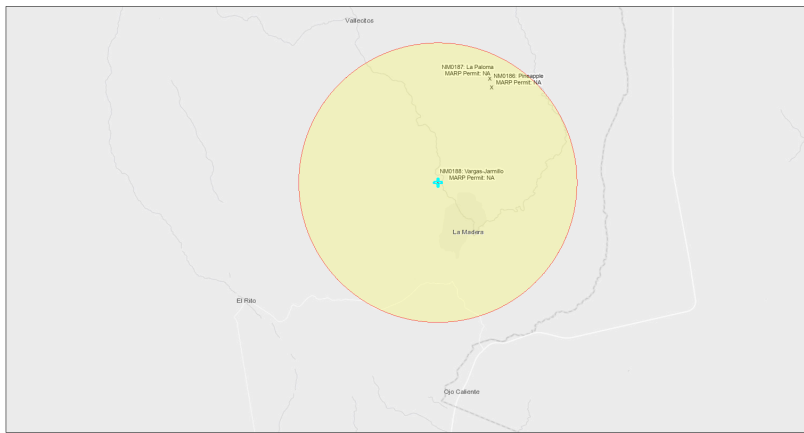 Vallecitos
NM0187: La Paloma
MARP Permit: NA
NM0186: Pineapple
MARP Permit: NA
NM0188: Vargas-Jarmillo
MARP Permit: NA
La Madera
El Rito
Ojo Caliente